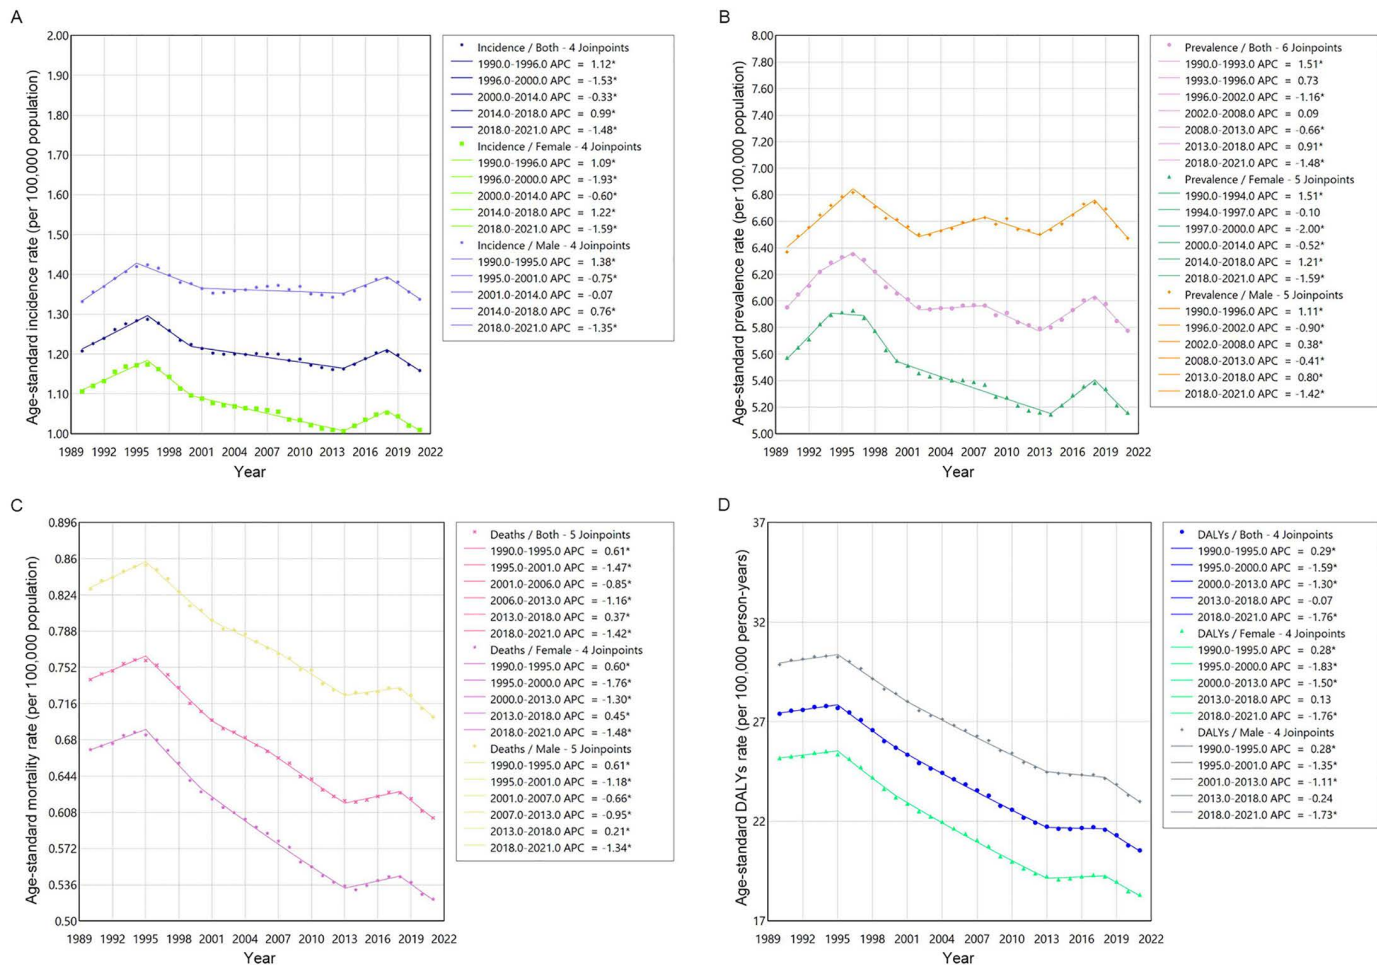 A
Age-standard incidence rate (per 100,000 population)
2.00
1.90
1.80
1.70
1.60
1.50
1.40
1.30
1.20
1.10
1.00
1989 1992 1995 1998 2001 2004 2007 2010 2013 2016 2019 2022
Year
Incidence / Both - 4 Joinpoints
1990.0-1996.0 APC = 1.12*
1996.0-2000.0 APC = -1.53*
2000.0-2014.0 APC = -0.33*
2014.0-2018.0 APC = 0.99*
2018.0-2021.0 APC = -1.48*
Incidence / Female - 4 Joinpoints
1990.0-1996.0 APC = 1.09*
1996.0-2000.0 APC = -1.93*
2000.0-2014.0 APC = -0.60*
2014.0-2018.0 APC = 1.22*
2018.0-2021.0 APC = -1.59*
Incidence / Male - 4 Joinpoints
1990.0-1995.0 APC = 1.38*
1995.0-2001.0 APC = -0.75*
2001.0-2014.0 APC = -0.07
2014.0-2018.0 APC = 0.76*
2018.0-2021.0 APC = -1.35*
B
Age-standard prevalence rate (per 100,000 population)
8.00
7.80
7.60
7.40
7.20
7.00
6.80
6.60
6.40
6.20
6.00
5.80
5.60
5.40
5.20
5.00
1989 1992 1995 1998 2001 2004 2007 2010 2013 2016 2019 2022
Year
Prevalence / Both - 6 Joinpoints
1990.0-1993.0 APC = 1.51*
1993.0-1996.0 APC = 0.73
1996.0-2002.0 APC = -1.16*
2002.0-2008.0 APC = 0.09
2008.0-2013.0 APC = -0.66*
2013.0-2018.0 APC = 0.91*
2018.0-2021.0 APC = -1.48*
Prevalence / Female - 5 Joinpoints
1990.0-1994.0 APC = 1.51*
1994.0-1997.0 APC = -0.10
1997.0-2000.0 APC = -2.00*
2000.0-2014.0 APC = -0.52*
2014.0-2018.0 APC = 1.21*
2018.0-2021.0 APC = -1.59*
Prevalence / Male - 5 Joinpoints
1990.0-1996.0 APC = 1.11*
1996.0-2002.0 APC = -0.90*
2002.0-2008.0 APC = 0.38*
2008.0-2013.0 APC = -0.41*
2013.0-2018.0 APC = 0.80*
2018.0-2021.0 APC = -1.42*
C
Age-standard mortality rate (per 100,000 population)
0.896
0.86
0.824
0.788
0.752
0.716
0.68
0.644
0.608
0.572
0.536
0.50
1989 1992 1995 1998 2001 2004 2007 2010 2013 2016 2019 2022
Year
Deaths / Both - 5 Joinpoints
1990.0-1995.0 APC = 0.61*
1995.0-2001.0 APC = -1.47*
2001.0-2006.0 APC = -0.85*
2006.0-2013.0 APC = -1.16*
2013.0-2018.0 APC = 0.37*
2018.0-2021.0 APC = -1.42*
Deaths / Female - 4 Joinpoints
1990.0-1995.0 APC = 0.60*
1995.0-2000.0 APC = -1.76*
2000.0-2013.0 APC = -1.30*
2013.0-2018.0 APC = 0.45*
2018.0-2021.0 APC = -1.48*
Deaths / Male - 5 Joinpoints
1990.0-1995.0 APC = 0.61*
1995.0-2001.0 APC = -1.18*
2001.0-2007.0 APC = -0.66*
2007.0-2013.0 APC = -0.95*
2013.0-2018.0 APC = 0.21*
2018.0-2021.0 APC = -1.34*
D
Age-standard DALYs rate (per 100,000 person-years)
37
32
27
22
17
1989 1992 1995 1998 2001 2004 2007 2010 2013 2016 2019 2022
Year
DALYs / Both - 4 Joinpoints
1990.0-1995.0 APC = 0.29*
1995.0-2000.0 APC = -1.59*
2000.0-2013.0 APC = -1.30*
2013.0-2018.0 APC = -0.07
2018.0-2021.0 APC = -1.76*
DALYs / Female - 4 Joinpoints
1990.0-1995.0 APC = 0.28*
1995.0-2000.0 APC = -1.83*
2000.0-2013.0 APC = -1.50*
2013.0-2018.0 APC = 0.13
2018.0-2021.0 APC = -1.76*
DALYs / Male - 4 Joinpoints
1990.0-1995.0 APC = 0.28*
1995.0-2001.0 APC = -1.35*
2001.0-2013.0 APC = -1.11*
2013.0-2018.0 APC = -0.24
2018.0-2021.0 APC = -1.73*